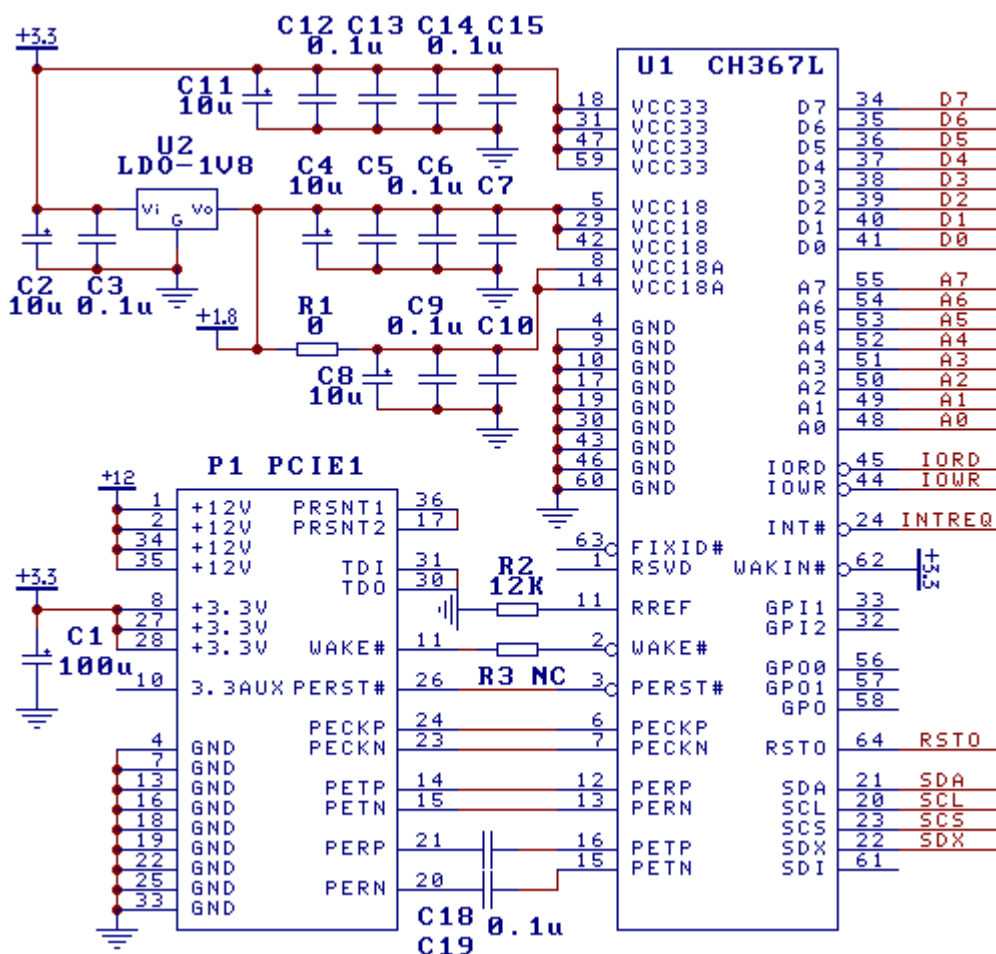 +3.3
C12 C13 C14 C15
0.1u 0.1u
C11
10u
U2
LDO-1V8
Vi Vo
G
C4 C5 C6 C7
10u 0.1u
C2 C3
10u 0.1u
+1.8
R1
0
C9 C10
0.1u
C8
10u
U1 CH367L
18 VCC33
31 VCC33
47 VCC33
59 VCC33
5 VCC18
29 VCC18
42 VCC18
8 VCC18A
14 VCC18A
4 GND
9 GND
10 GND
17 GND
19 GND
30 GND
43 GND
46 GND
60 GND
63 FIXID#
1 RSVD
11 RREF
2 WAKE#
3 PERST#
6 PECKP
7 PECKN
12 PERP
13 PERN
16 PETP
15 PETN
D7 34 D7
D6 35 D6
D5 36 D5
D4 37 D4
D3 38 D3
D2 39 D2
D1 40 D1
D0 41 D0
A7 55 A7
A6 54 A6
A5 53 A5
A4 52 A4
A3 51 A3
A2 50 A2
A1 49 A1
A0 48 A0
IORD 45 IORD
IOWR 44 IOWR
INT# 24 INTREQ
WAKIN# 62 +3.3
GPI1 33
GPI2 32
GPO0 56
GPO1 57
GPO 58
RSTO 64 RSTO
SDA 21 SDA
SCL 20 SCL
SCS 23 SCS
SDX 22 SDX
SDI 61
P1 PCIE1
+12
1 +12V
2 +12V
34 +12V
35 +12V
+3.3
8 +3.3V
27 +3.3V
28 +3.3V
C1
100u
10 3.3AUX
4 GND
7 GND
13 GND
16 GND
18 GND
19 GND
22 GND
25 GND
33 GND
PRSNT1 36
PRSNT2 17
TDI 31
TDO 30
WAKE# 11
PERST# 26
PECKP 24
PECKN 23
PETP 14
PETN 15
PERP 21
PERN 20
R2
12K
R3 NC
C18 0.1u
C19